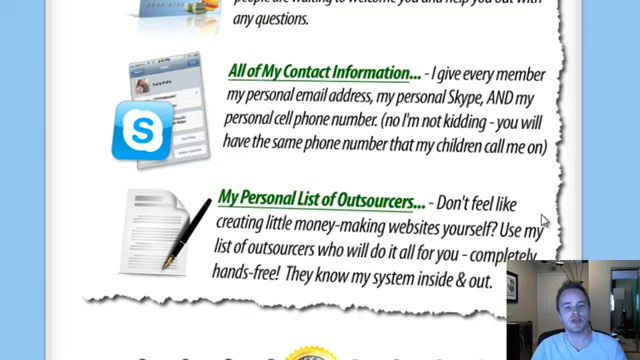 people are waiting to welcome you and help you out with
any questions.
All of My Contact Information... - I give every member
my personal email address, my personal Skype, AND my
personal cell phone number. (no I'm not kidding - you will
have the same phone number that my children call me on)
My Personal List of Outsourcers... - Don't feel like
creating little money-making websites yourself? Use my
list of outsourcers who will do it all for you - completely
hands-free! They know my system inside & out.